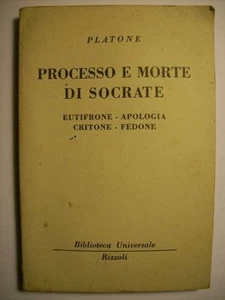 PLATONE
PROCESSO E MORTE
DI SOCRATE
EUTIFRONE - APOLOGIA
CRITONE - FEDONE
Biblioteca Universale
Rizzoli